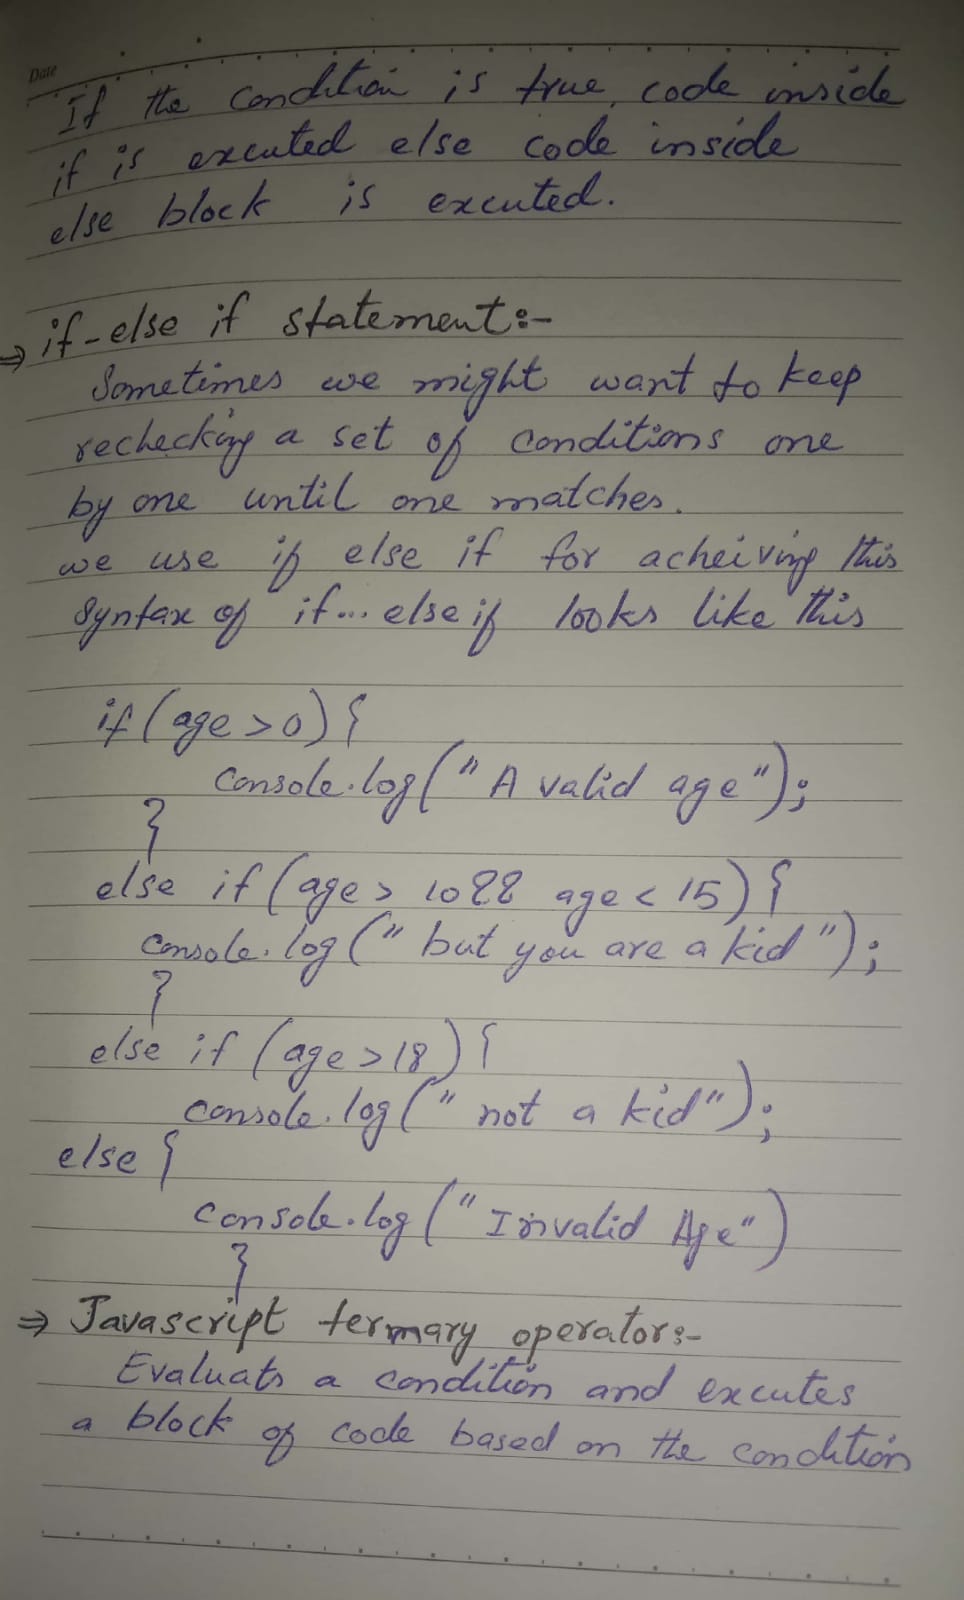 Date
If the condition is true, code inside
if is excuted else code inside
else block is excuted.
⇒ if-else if statement:-
Sometimes we might want to keep
rechecking a set of conditions one
by one until one matches.
we use if else if for acheiving this
Syntax of if... else if looks like this
if (age > 0) {
console.log(" A valid age");
}
else if (age > 10 && age < 15) {
console.log(" but you are a kid ");
}
else if (age > 18) {
console.log(" not a kid");
else {
console.log(" Invalid Age")
}
⇒ Javascript ternary operator:-
Evaluats a condition and excutes
a block of code based on the condition